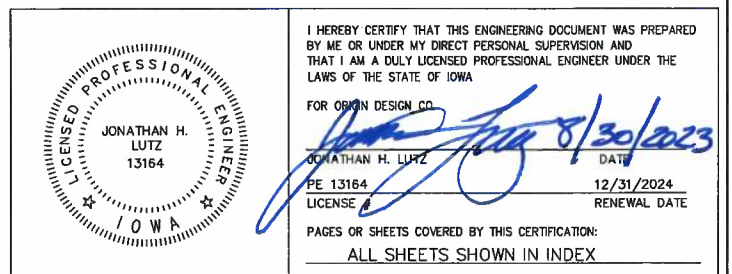 LICENSED PROFESSIONAL ENGINEER
JONATHAN H.
LUTZ
13164
IOWA
I HEREBY CERTIFY THAT THIS ENGINEERING DOCUMENT WAS PREPARED
BY ME OR UNDER MY DIRECT PERSONAL SUPERVISION AND
THAT I AM A DULY LICENSED PROFESSIONAL ENGINEER UNDER THE
LAWS OF THE STATE OF IOWA
FOR ORIGIN DESIGN CO.
8/30/2023
JONATHAN H. LUTZ DATE
PE 13164 12/31/2024
LICENSE # RENEWAL DATE
PAGES OR SHEETS COVERED BY THIS CERTIFICATION:
ALL SHEETS SHOWN IN INDEX